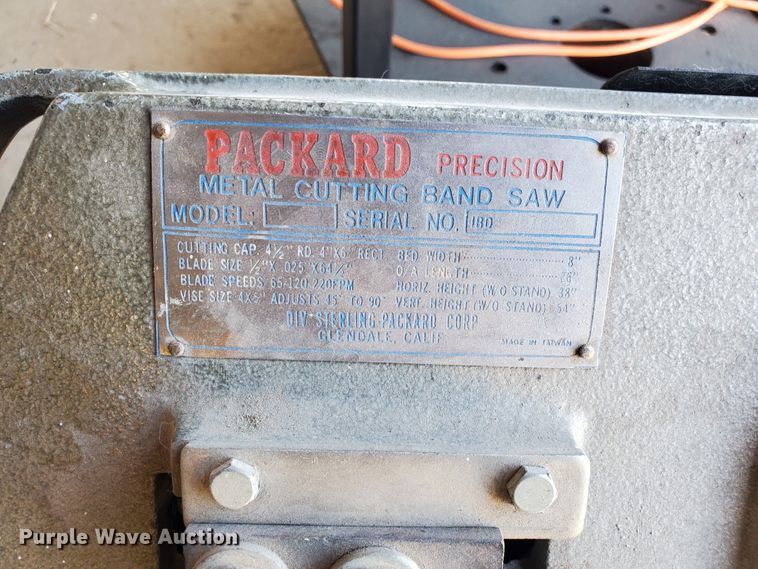 PACKARD PRECISION
METAL CUTTING BAND SAW
MODEL: SERIAL NO. 180
CUTTING CAP. 4½" RD. 4"X6" RECT. BED WIDTH 8"
BLADE SIZE ½"X .025"X64½" O/A LENGTH
BLADE SPEEDS 65-120-220FPM HORIZ. HEIGHT (W/O STAND) 38"
VISE SIZE 4X5" ADJUSTS 45° TO 90° VERT. HEIGHT (W/O STAND) 54"
DIV STERLING-PACKARD CORP
GLENDALE, CALIF MADE IN TAIWAN
Purple Wave Auction